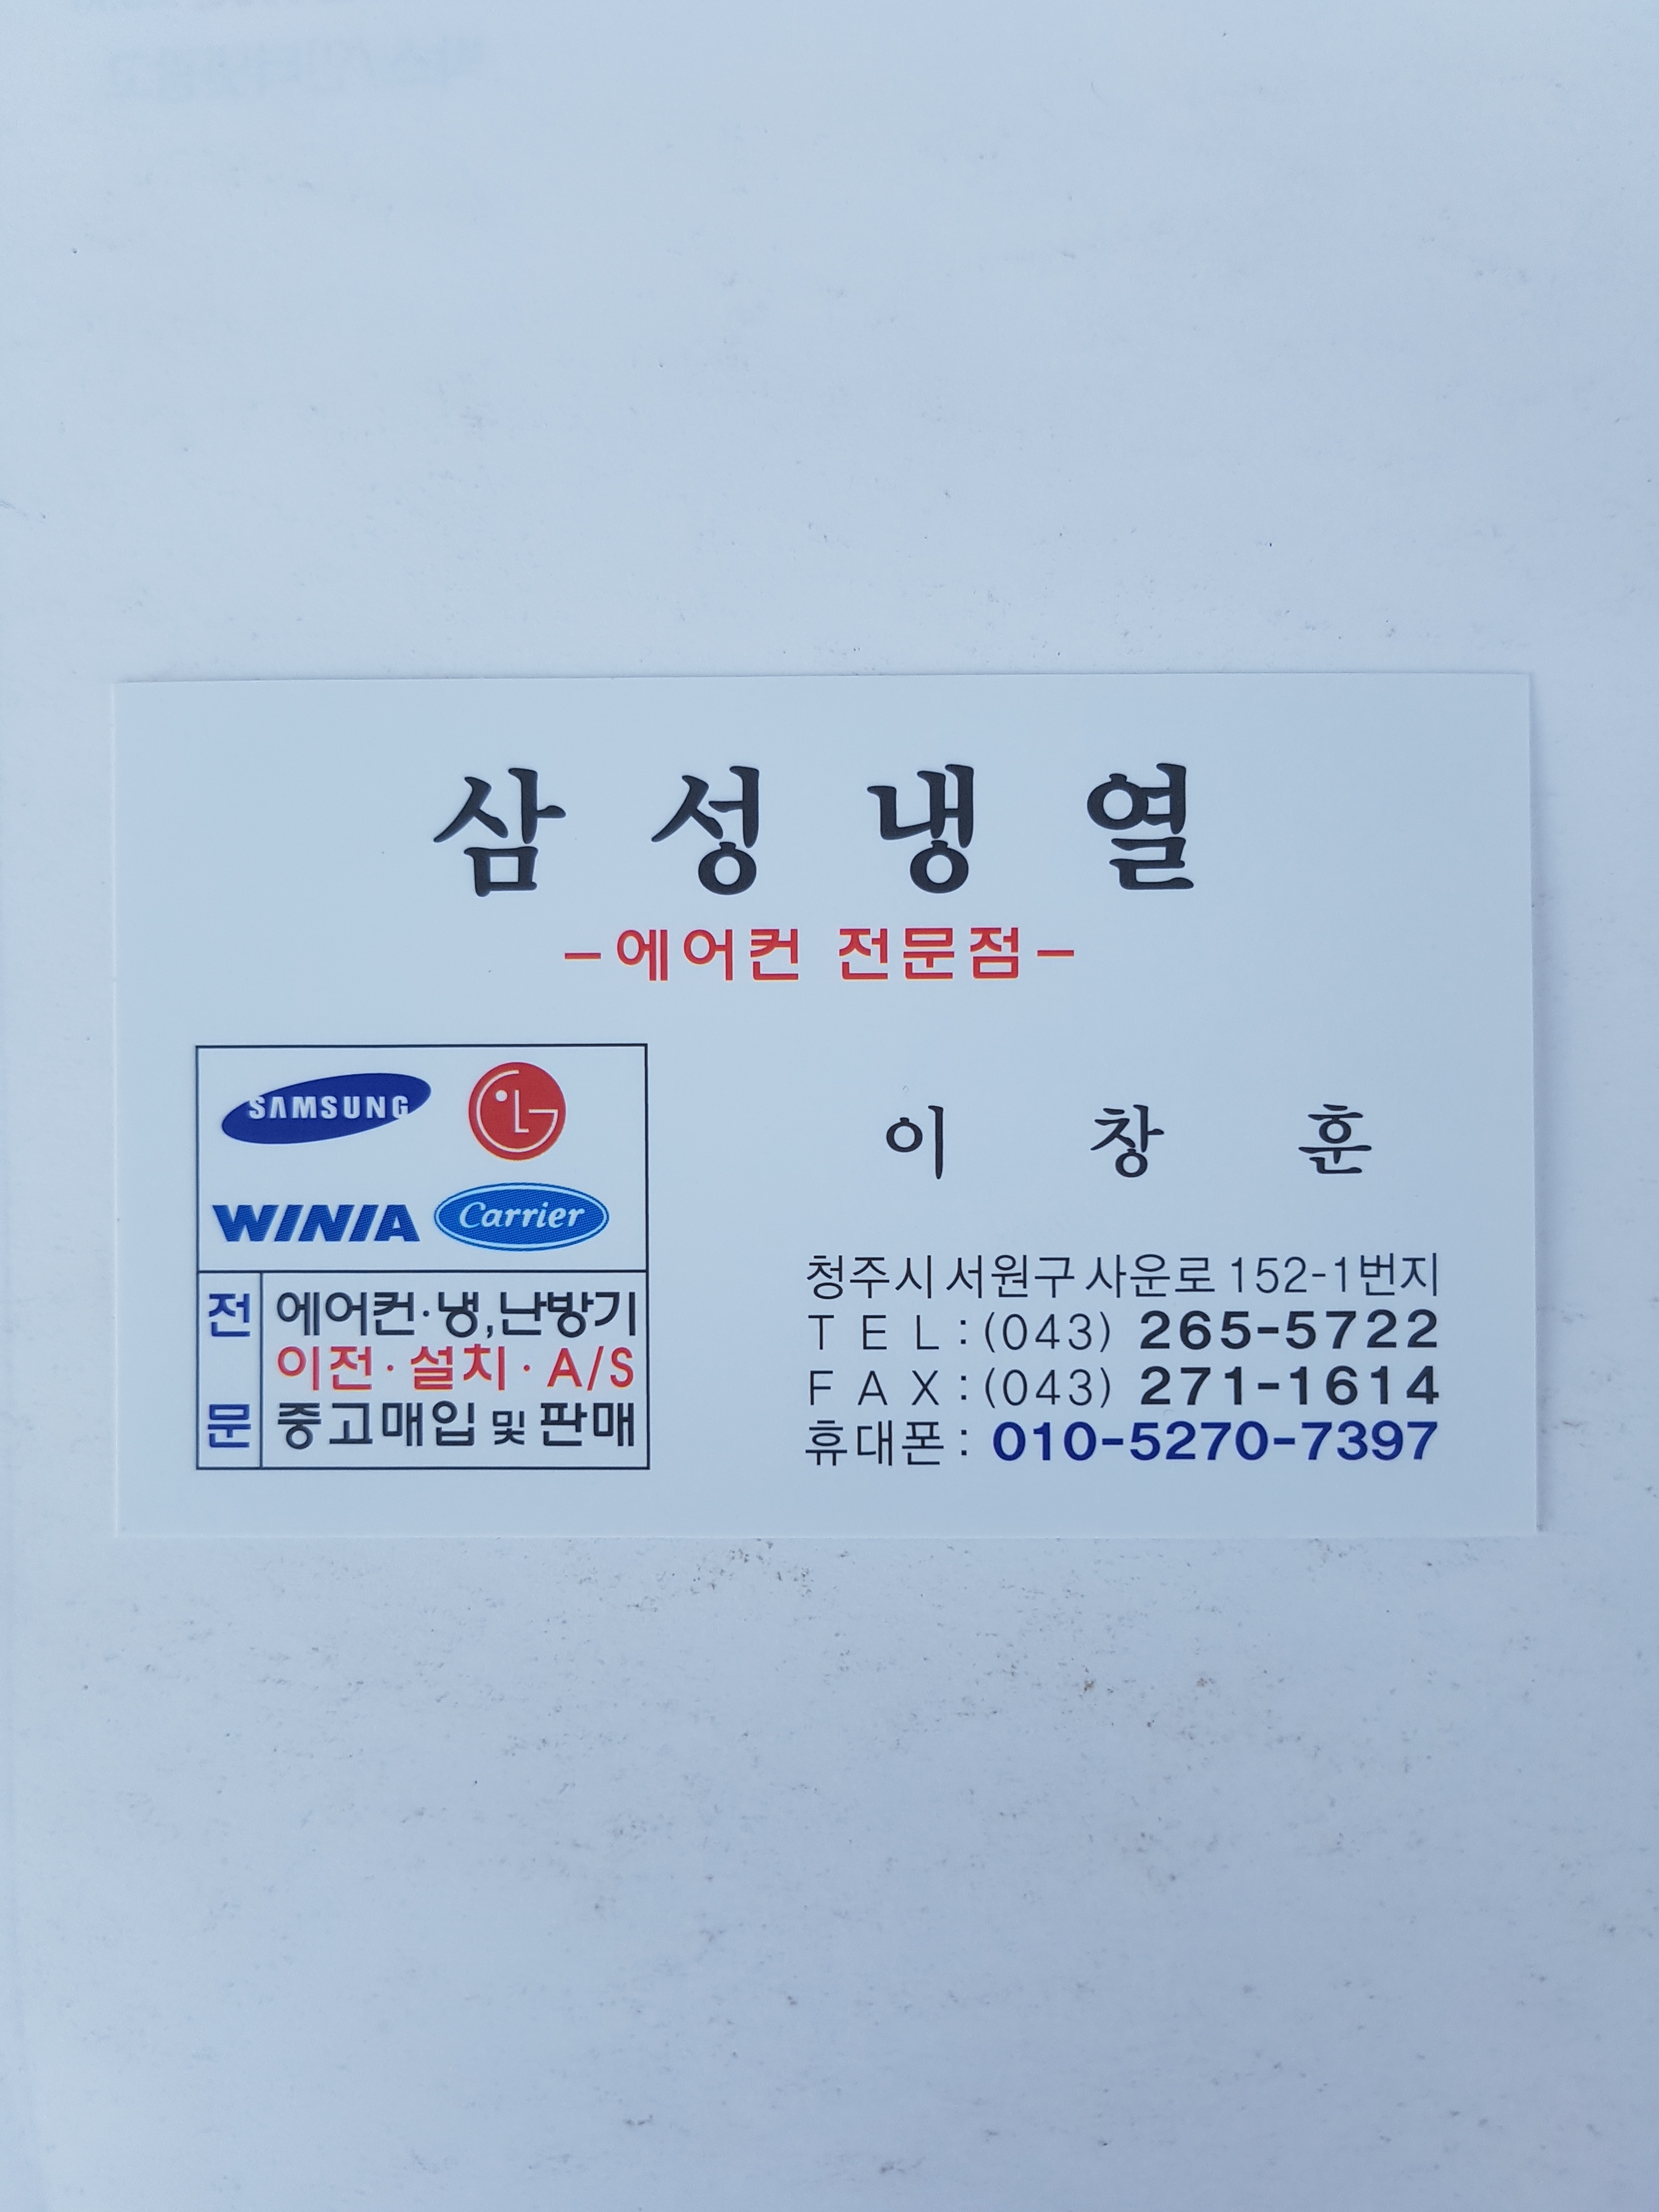 삼성냉열
-에어컨 전문점-
SAMSUNG LG
WINIA Carrier
전문
에어컨·냉,난방기
이전·설치·A/S
중고매입 및 판매
이창훈
청주시 서원구 사운로 152-1번지
TEL:(043) 265-5722
FAX:(043) 271-1614
휴대폰: 010-5270-7397